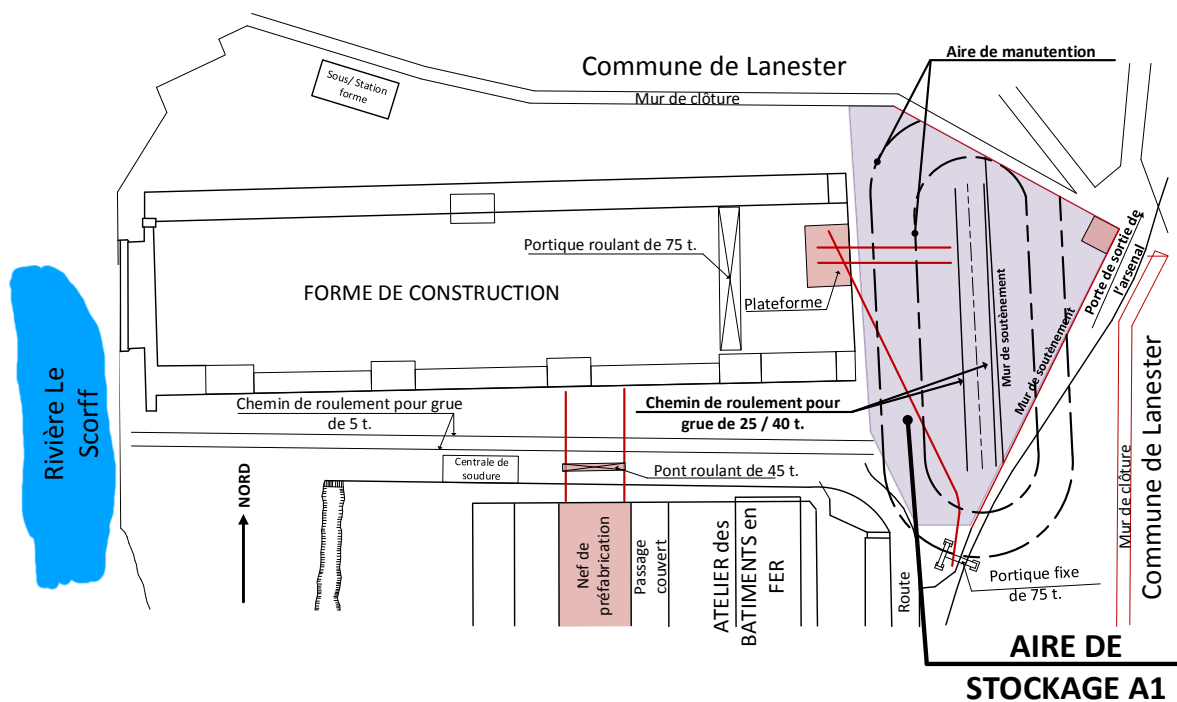 Commune de Lanester
Aire de manutention
Sous/ Station
forme
Mur de clôture
Portique roulant de 75 t.
FORME DE CONSTRUCTION
Plateforme
Mur de soutènement
Mur de soutènement
Porte de sortie de
l’arsenal
Rivière Le
Scorff
Chemin de roulement pour grue
de 5 t.
Chemin de roulement pour
grue de 25 / 40 t.
Commune de Lanester
Mur de clôture
Centrale de
soudure
Pont roulant de 45 t.
NORD
Nef de
préfabrication
Passage
couvert
ATELIER des
BATIMENTS en
FER
Route
Portique fixe
de 75 t.
AIRE DE
STOCKAGE A1